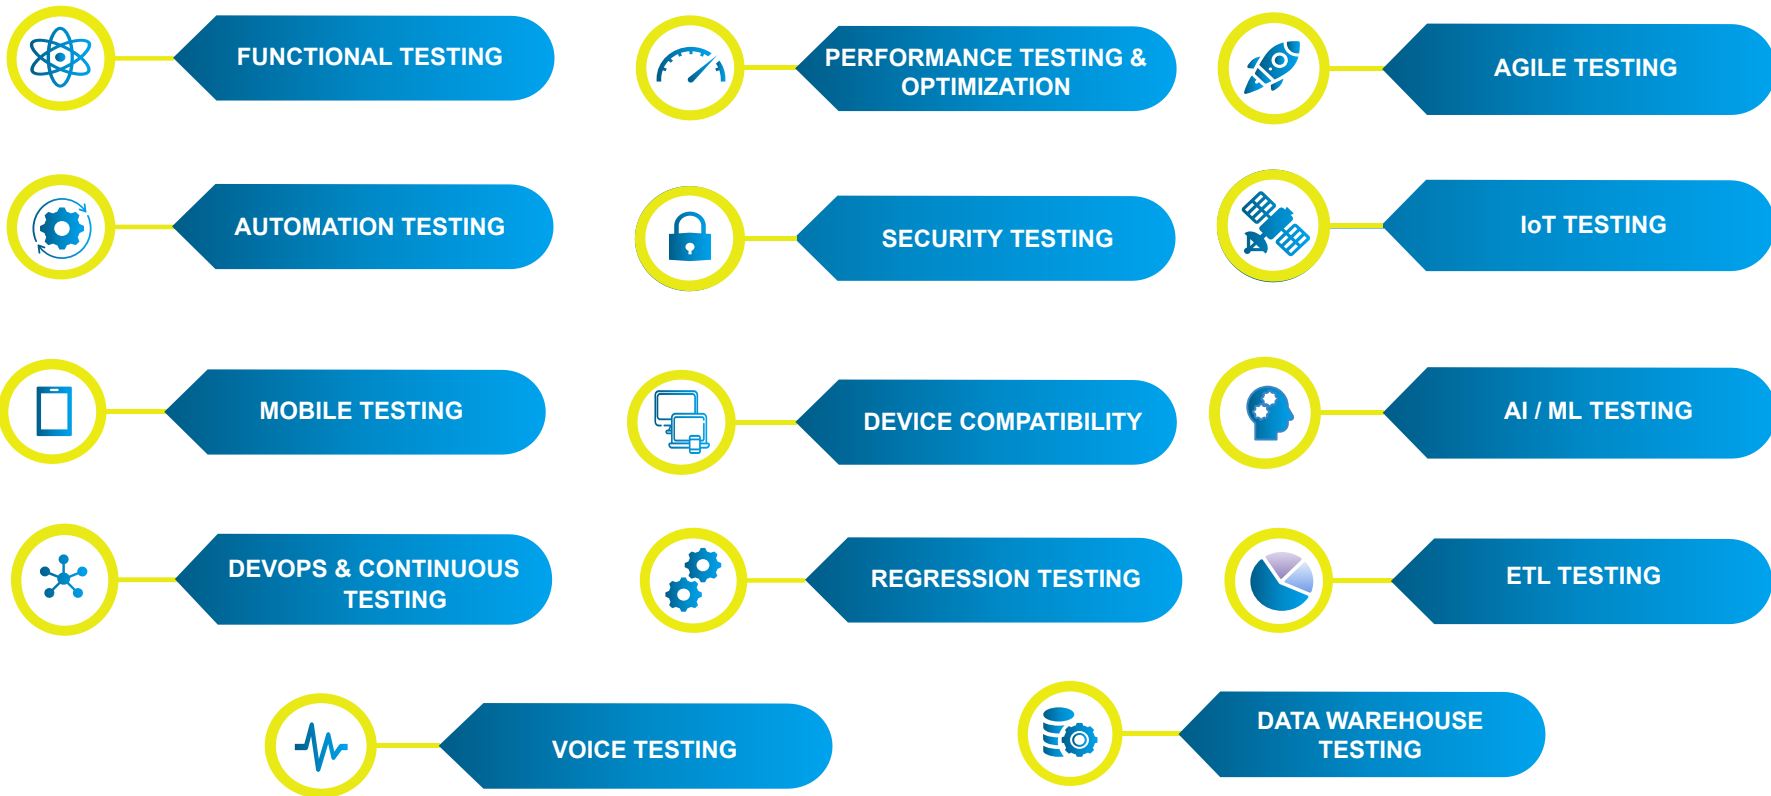 FUNCTIONAL TESTING
PERFORMANCE TESTING &
OPTIMIZATION
AGILE TESTING
AUTOMATION TESTING
SECURITY TESTING
IoT TESTING
MOBILE TESTING
DEVICE COMPATIBILITY
AI / ML TESTING
DEVOPS & CONTINUOUS
TESTING
REGRESSION TESTING
ETL TESTING
VOICE TESTING
DATA WAREHOUSE
TESTING